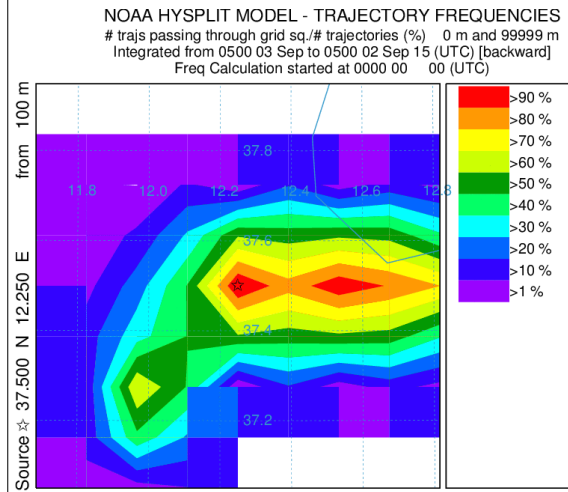 NOAA HYSPLIT MODEL - TRAJECTORY FREQUENCIES
# trajs passing through grid sq./# trajectories (%) 0 m and 99999 m
Integrated from 0500 03 Sep to 0500 02 Sep 15 (UTC) [backward]
Freq Calculation started at 0000 00 00 (UTC)
Source ☆ 37.500 N 12.250 E from 100 m
37.8
11.8 12.0 12.2 12.4 12.6 12.8
37.6
37.4
37.2
>90 %
>80 %
>70 %
>60 %
>50 %
>40 %
>30 %
>20 %
>10 %
>1 %